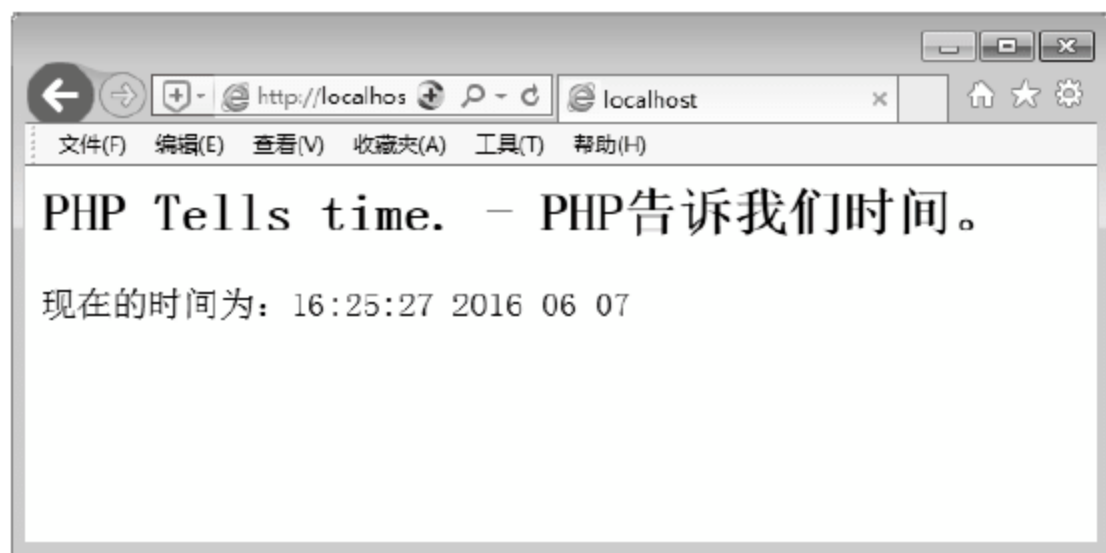 http://localhos
localhost
文件(F) 编辑(E) 查看(V) 收藏夹(A) 工具(T) 帮助(H)
PHP Tells time. - PHP告诉我们时间。
现在的时间为：16:25:27 2016 06 07